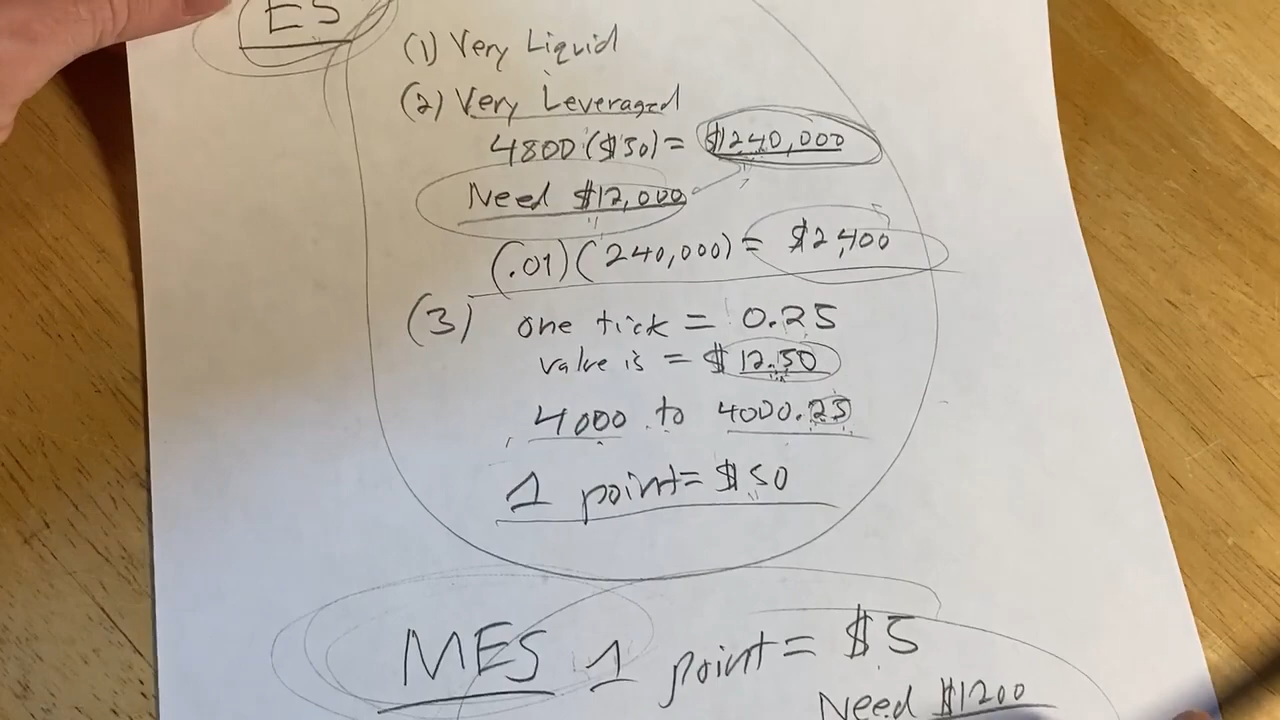 ES
(1) Very Liquid
(2) Very Leveraged
4800($50)= $240,000
Need $12,000
(.01)(240,000)= $2,400
(3) one tick = 0.25
value is = $12.50
4000 to 4000.25
1 point= $50
MES 1 point= $5
Need $1200